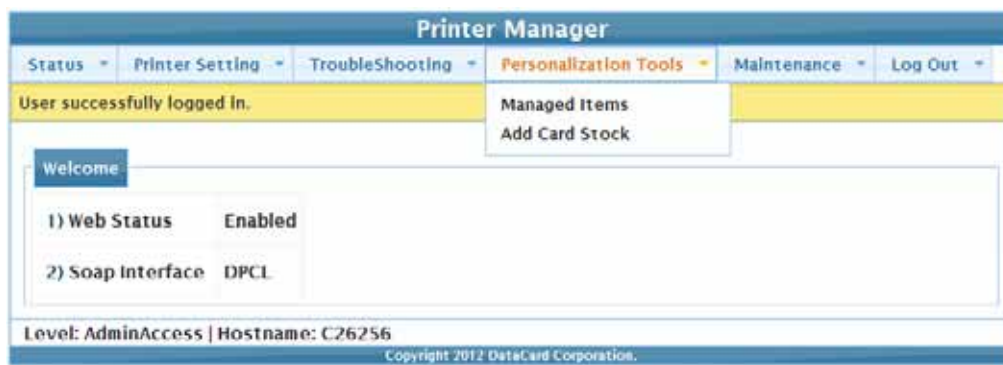 Printer Manager
Status Printer Setting TroubleShooting Personalization Tools Maintenance Log Out
User successfully logged in.
Managed Items
Add Card Stock
Welcome
1) Web Status Enabled
2) Soap Interface DPCL
Level: AdminAccess | Hostname: C26256
Copyright 2012 DataCard Corporation.